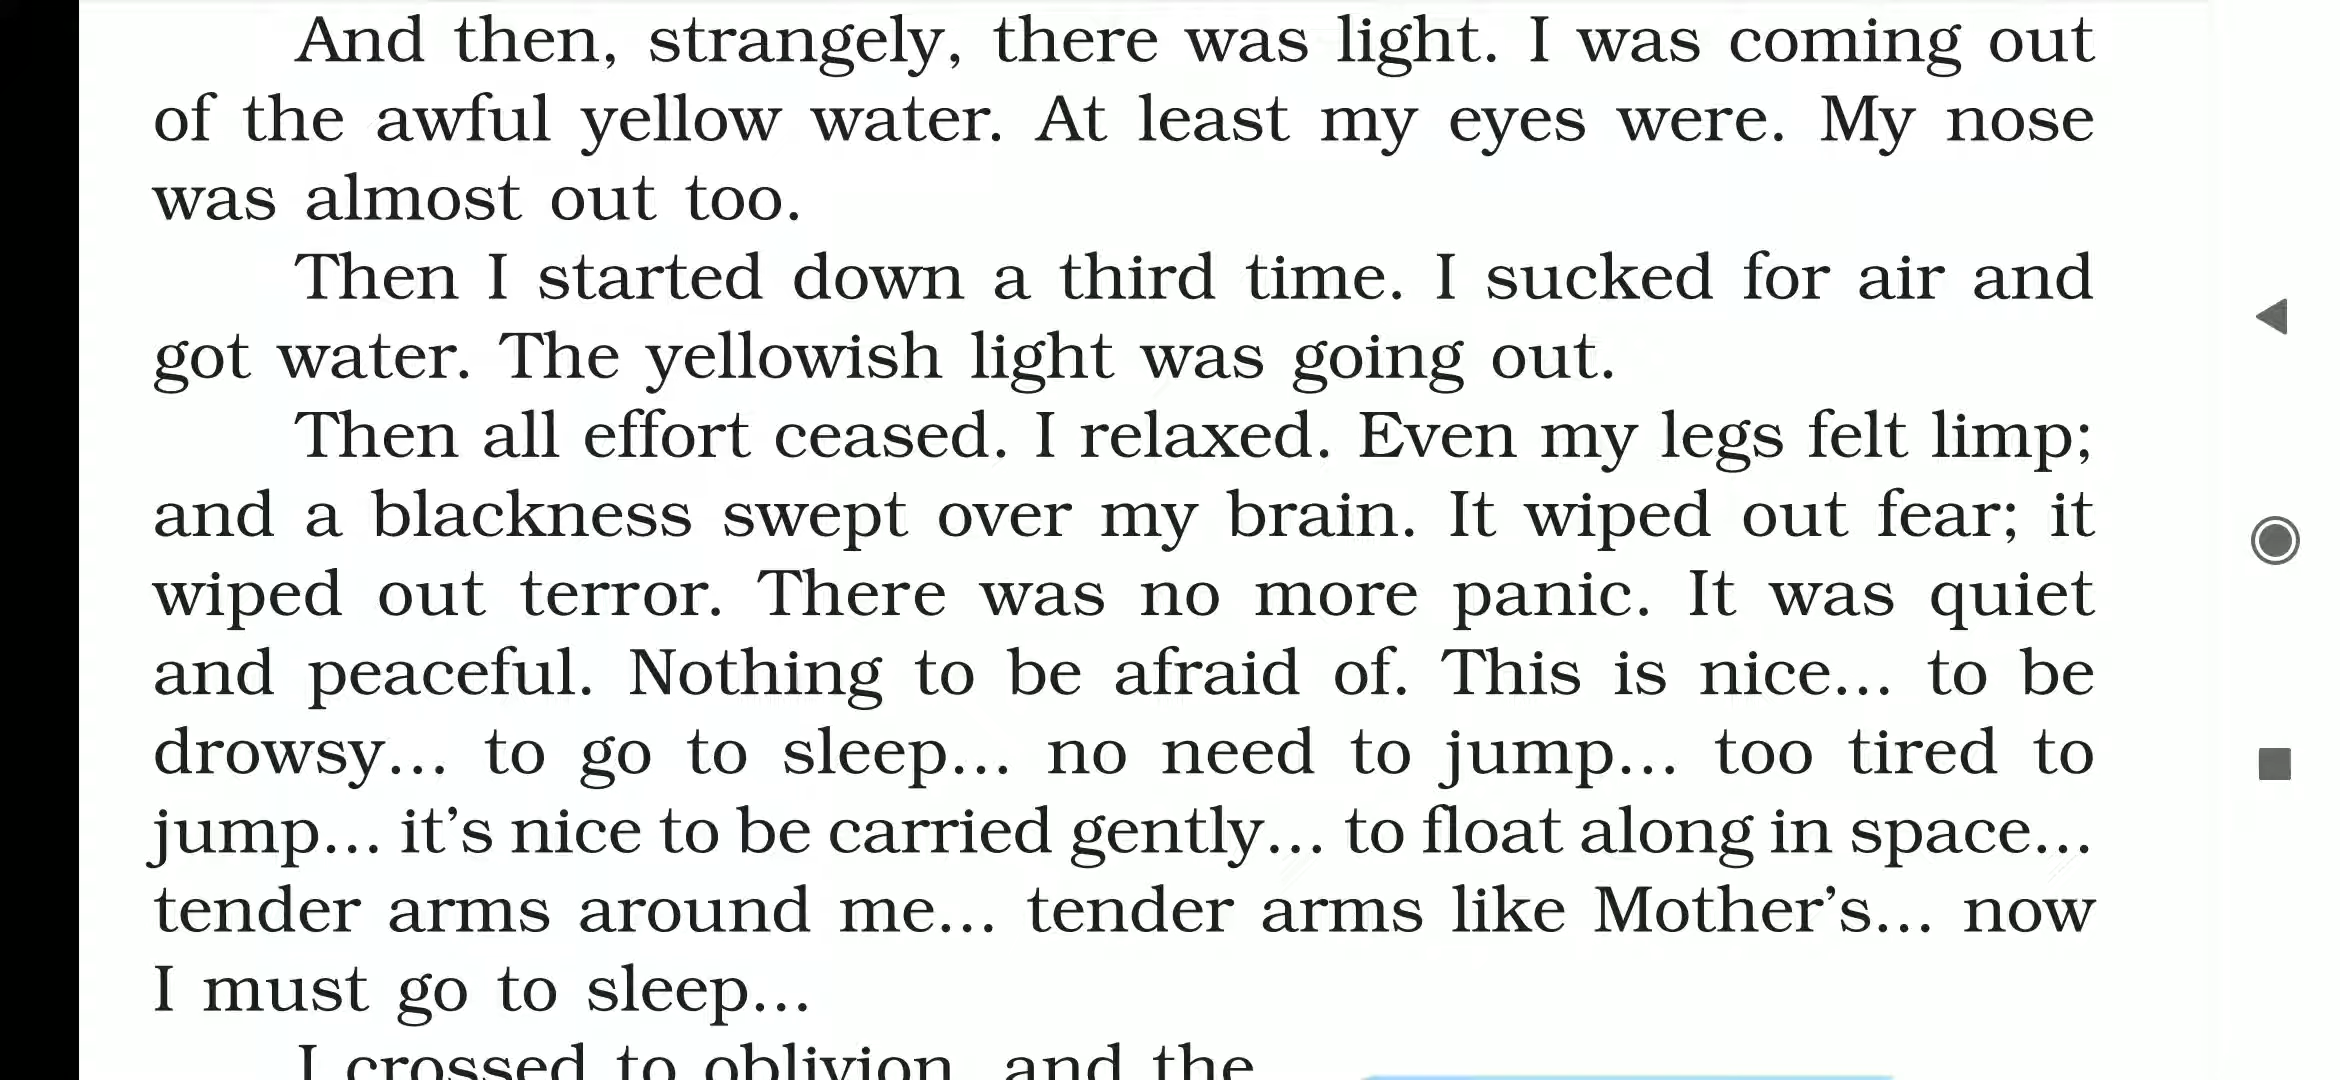 And then, strangely, there was light. I was coming out
of the awful yellow water. At least my eyes were. My nose
was almost out too.
Then I started down a third time. I sucked for air and
got water. The yellowish light was going out.
Then all effort ceased. I relaxed. Even my legs felt limp;
and a blackness swept over my brain. It wiped out fear; it
wiped out terror. There was no more panic. It was quiet
and peaceful. Nothing to be afraid of. This is nice... to be
drowsy... to go to sleep... no need to jump... too tired to
jump... it’s nice to be carried gently... to float along in space...
tender arms around me... tender arms like Mother’s... now
I must go to sleep...
I crossed to oblivion, and the